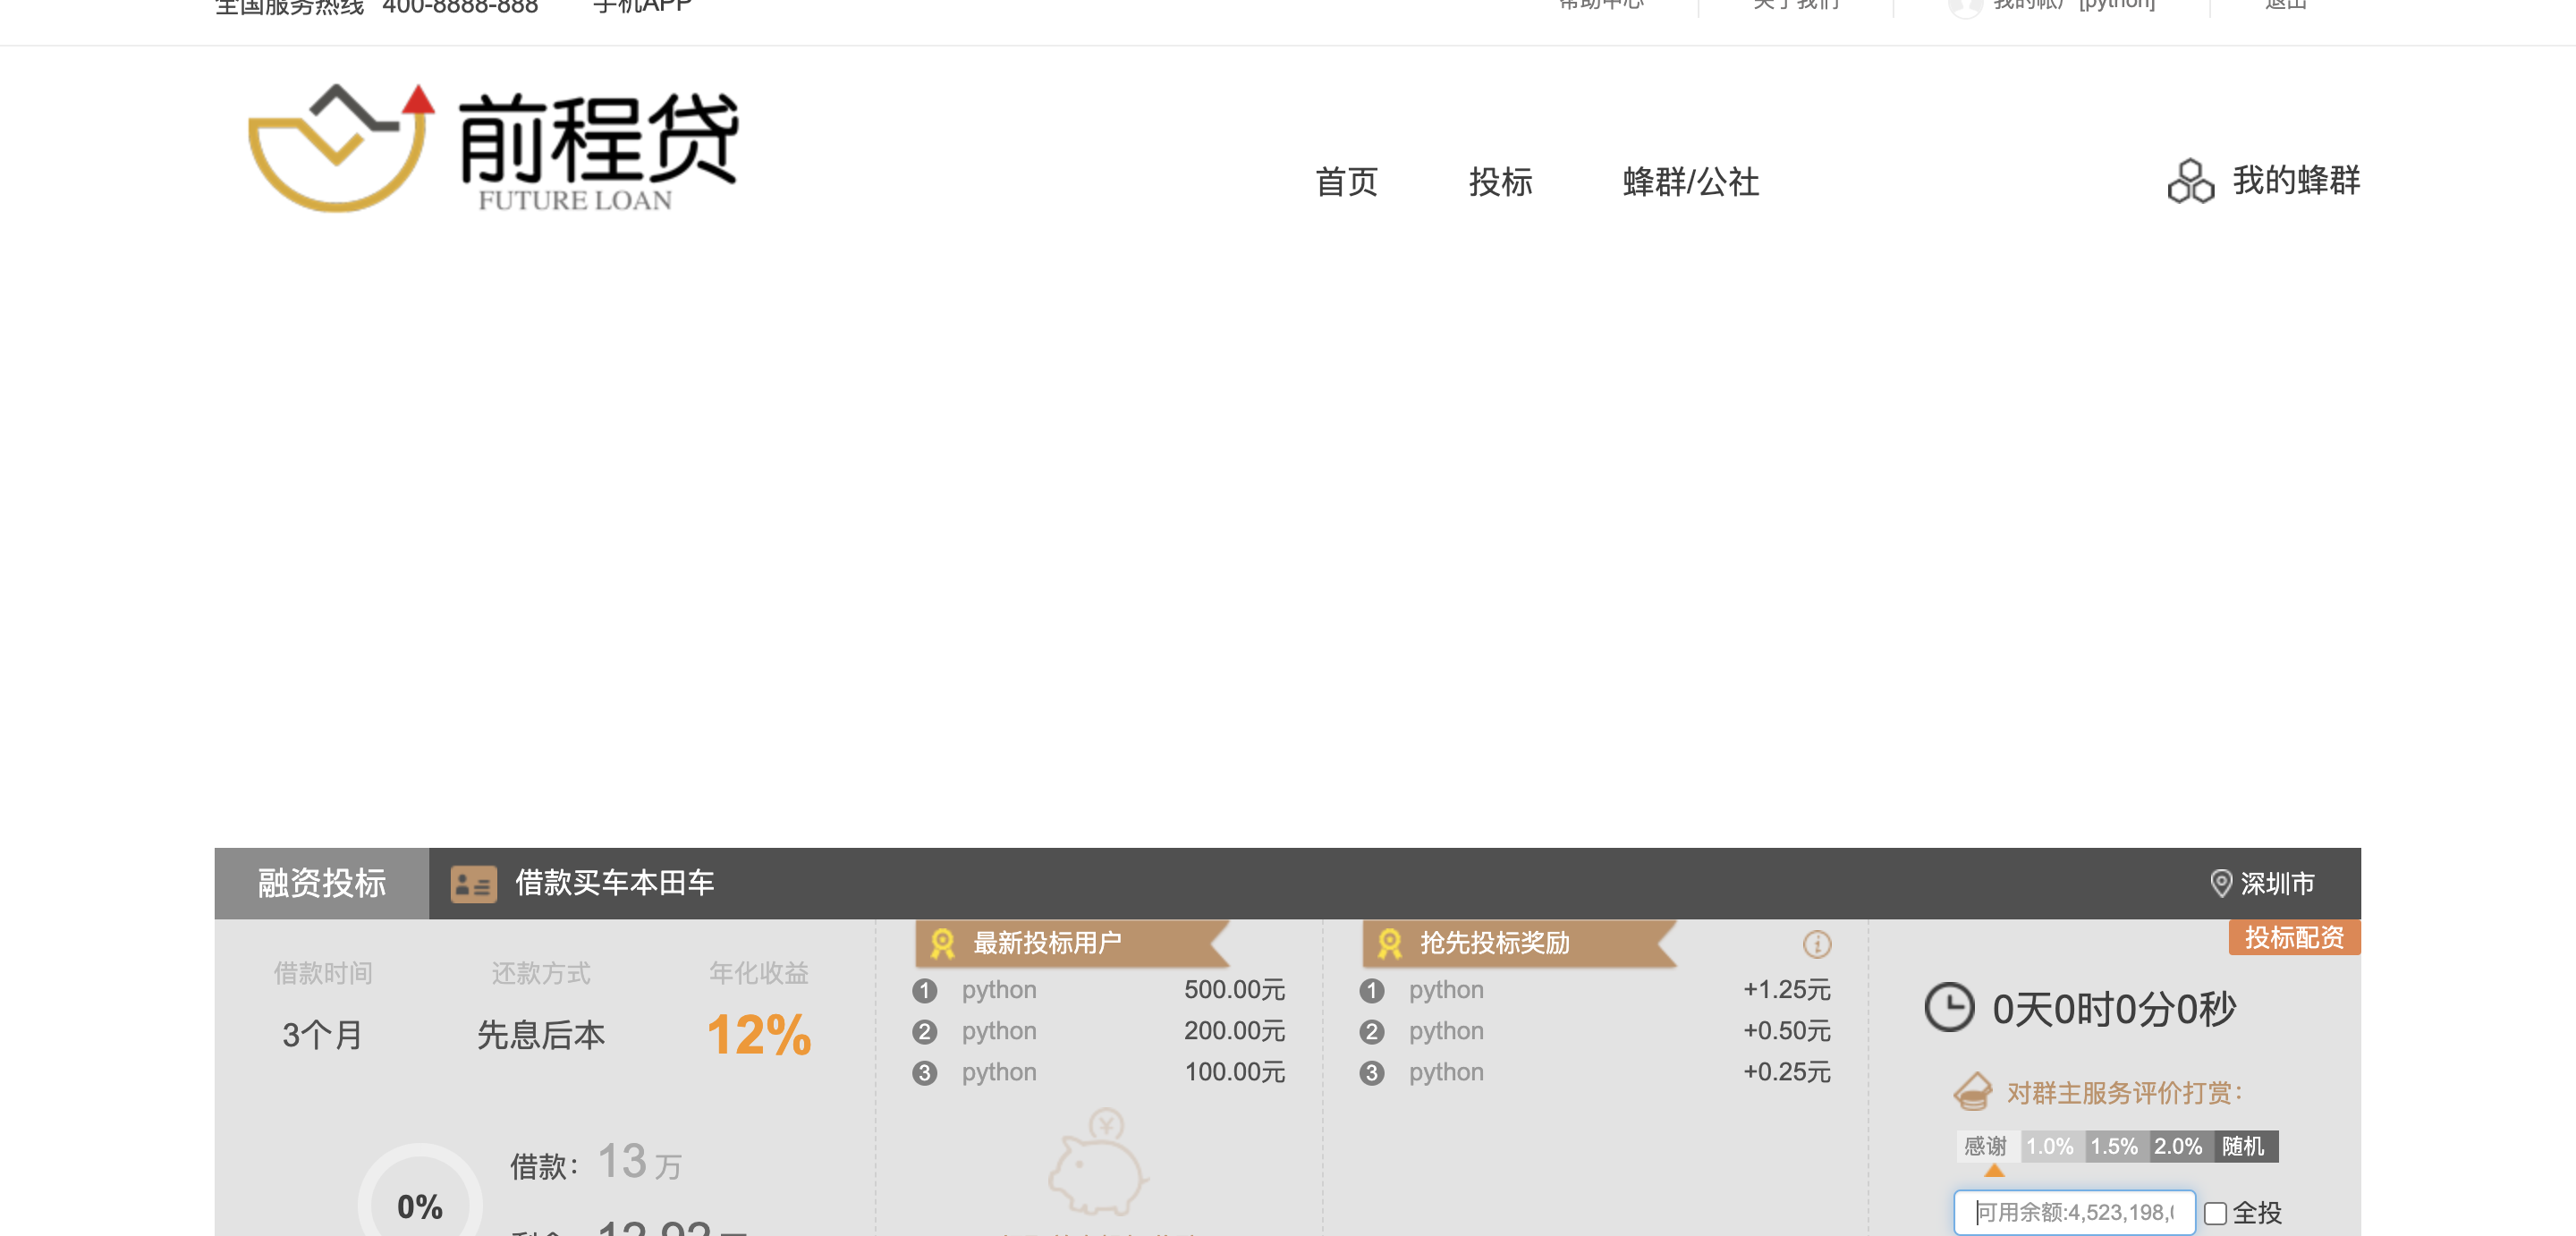 全国服务热线 400-8888-888 手机APP
帮助中心 关于我们 我的帐户[python] 退出
前程贷
FUTURE LOAN
首页 投标 蜂群/公社
我的蜂群
融资投标 借款买车本田车 深圳市
投标配资
借款时间 还款方式 年化收益
3个月 先息后本 12%
最新投标用户
1 python 500.00元
2 python 200.00元
3 python 100.00元
抢先投标奖励
1 python +1.25元
2 python +0.50元
3 python +0.25元
0天0时0分0秒
对群主服务评价打赏：
感谢 1.0% 1.5% 2.0% 随机
借款： 13 万
0%
可用余额:4,523,198, 全投